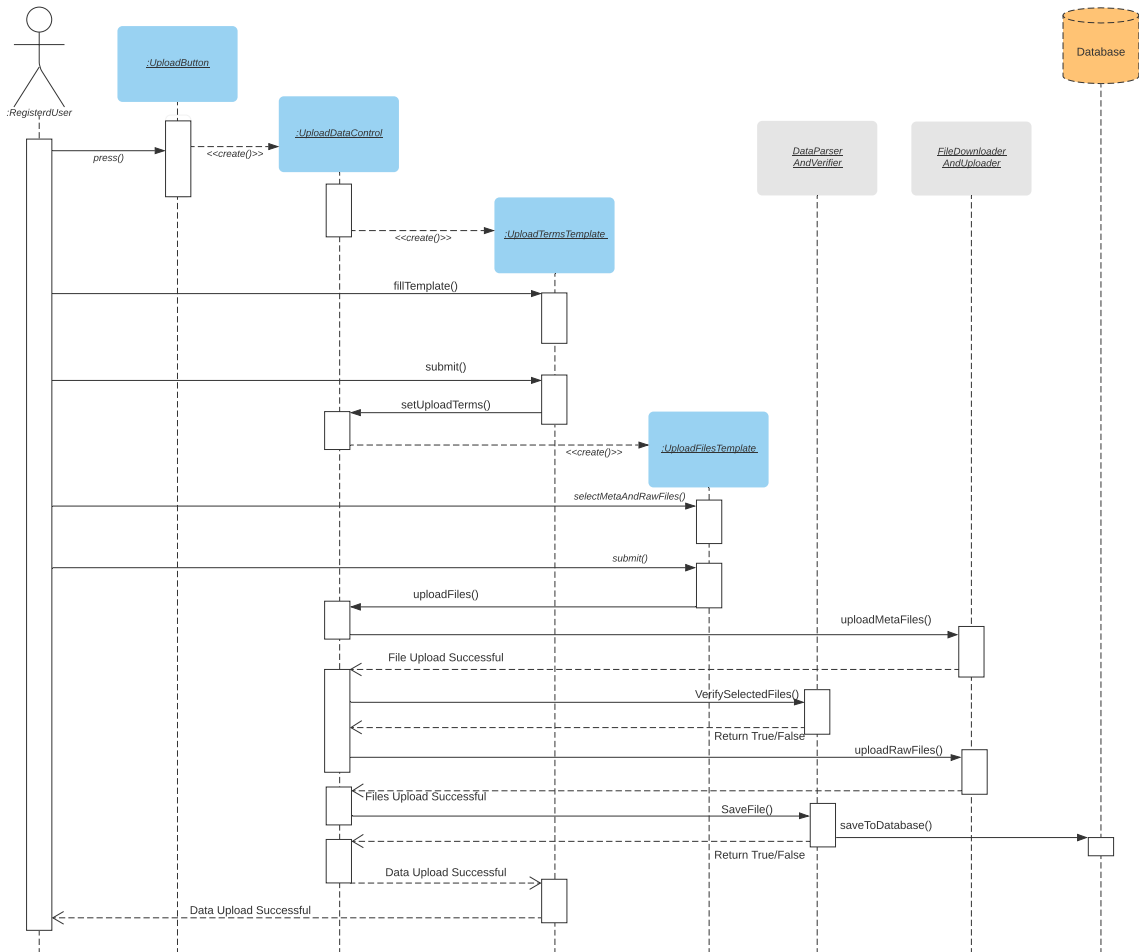 Database
:UploadButton
:RegisterdUser
:UploadDataControl
DataParser
AndVerifier
FileDownloader
AndUploader
press()
<<create()>>
:UploadTermsTemplate
<<create()>>
fillTemplate()
submit()
setUploadTerms()
:UploadFilesTemplate
<<create()>>
selectMetaAndRawFiles()
submit()
uploadFiles()
uploadMetaFiles()
File Upload Successful
VerifySelectedFiles()
Return True/False
uploadRawFiles()
Files Upload Successful
SaveFile()
saveToDatabase()
Return True/False
Data Upload Successful
Data Upload Successful